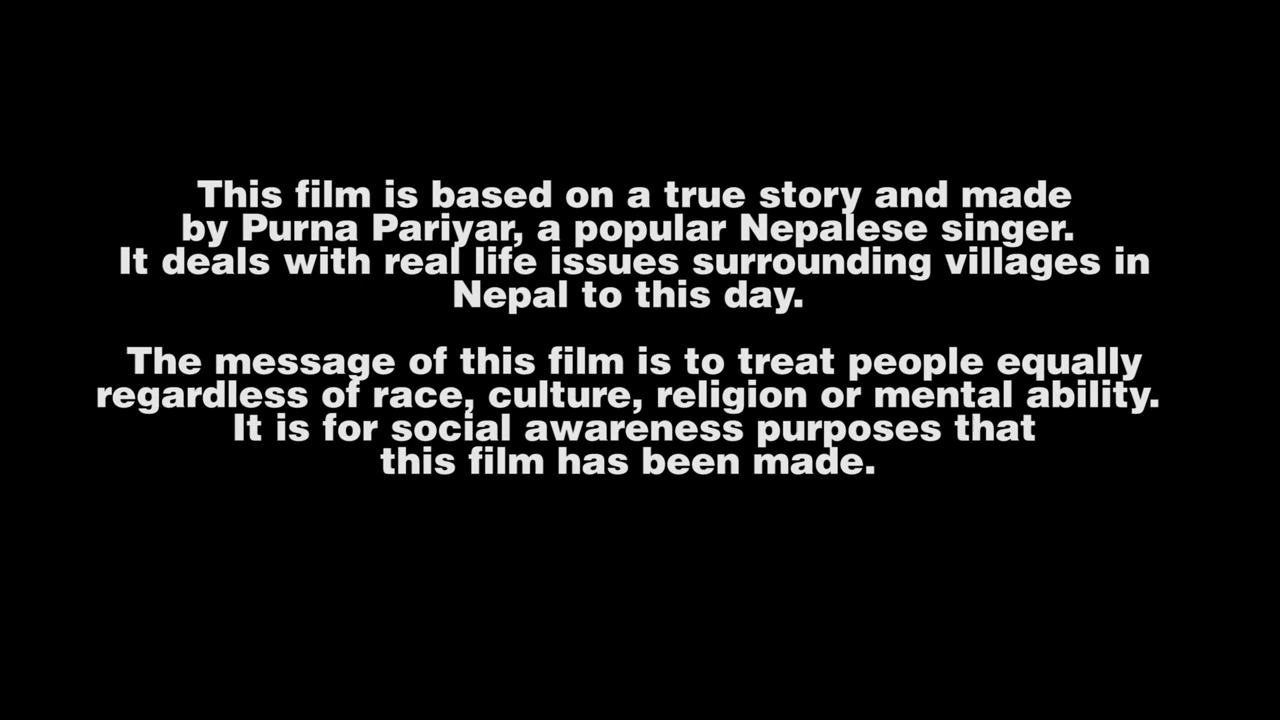 This film is based on a true story and made
by Purna Pariyar, a popular Nepalese singer.
It deals with real life issues surrounding villages in
Nepal to this day.
The message of this film is to treat people equally
regardless of race, culture, religion or mental ability.
It is for social awareness purposes that
this film has been made.